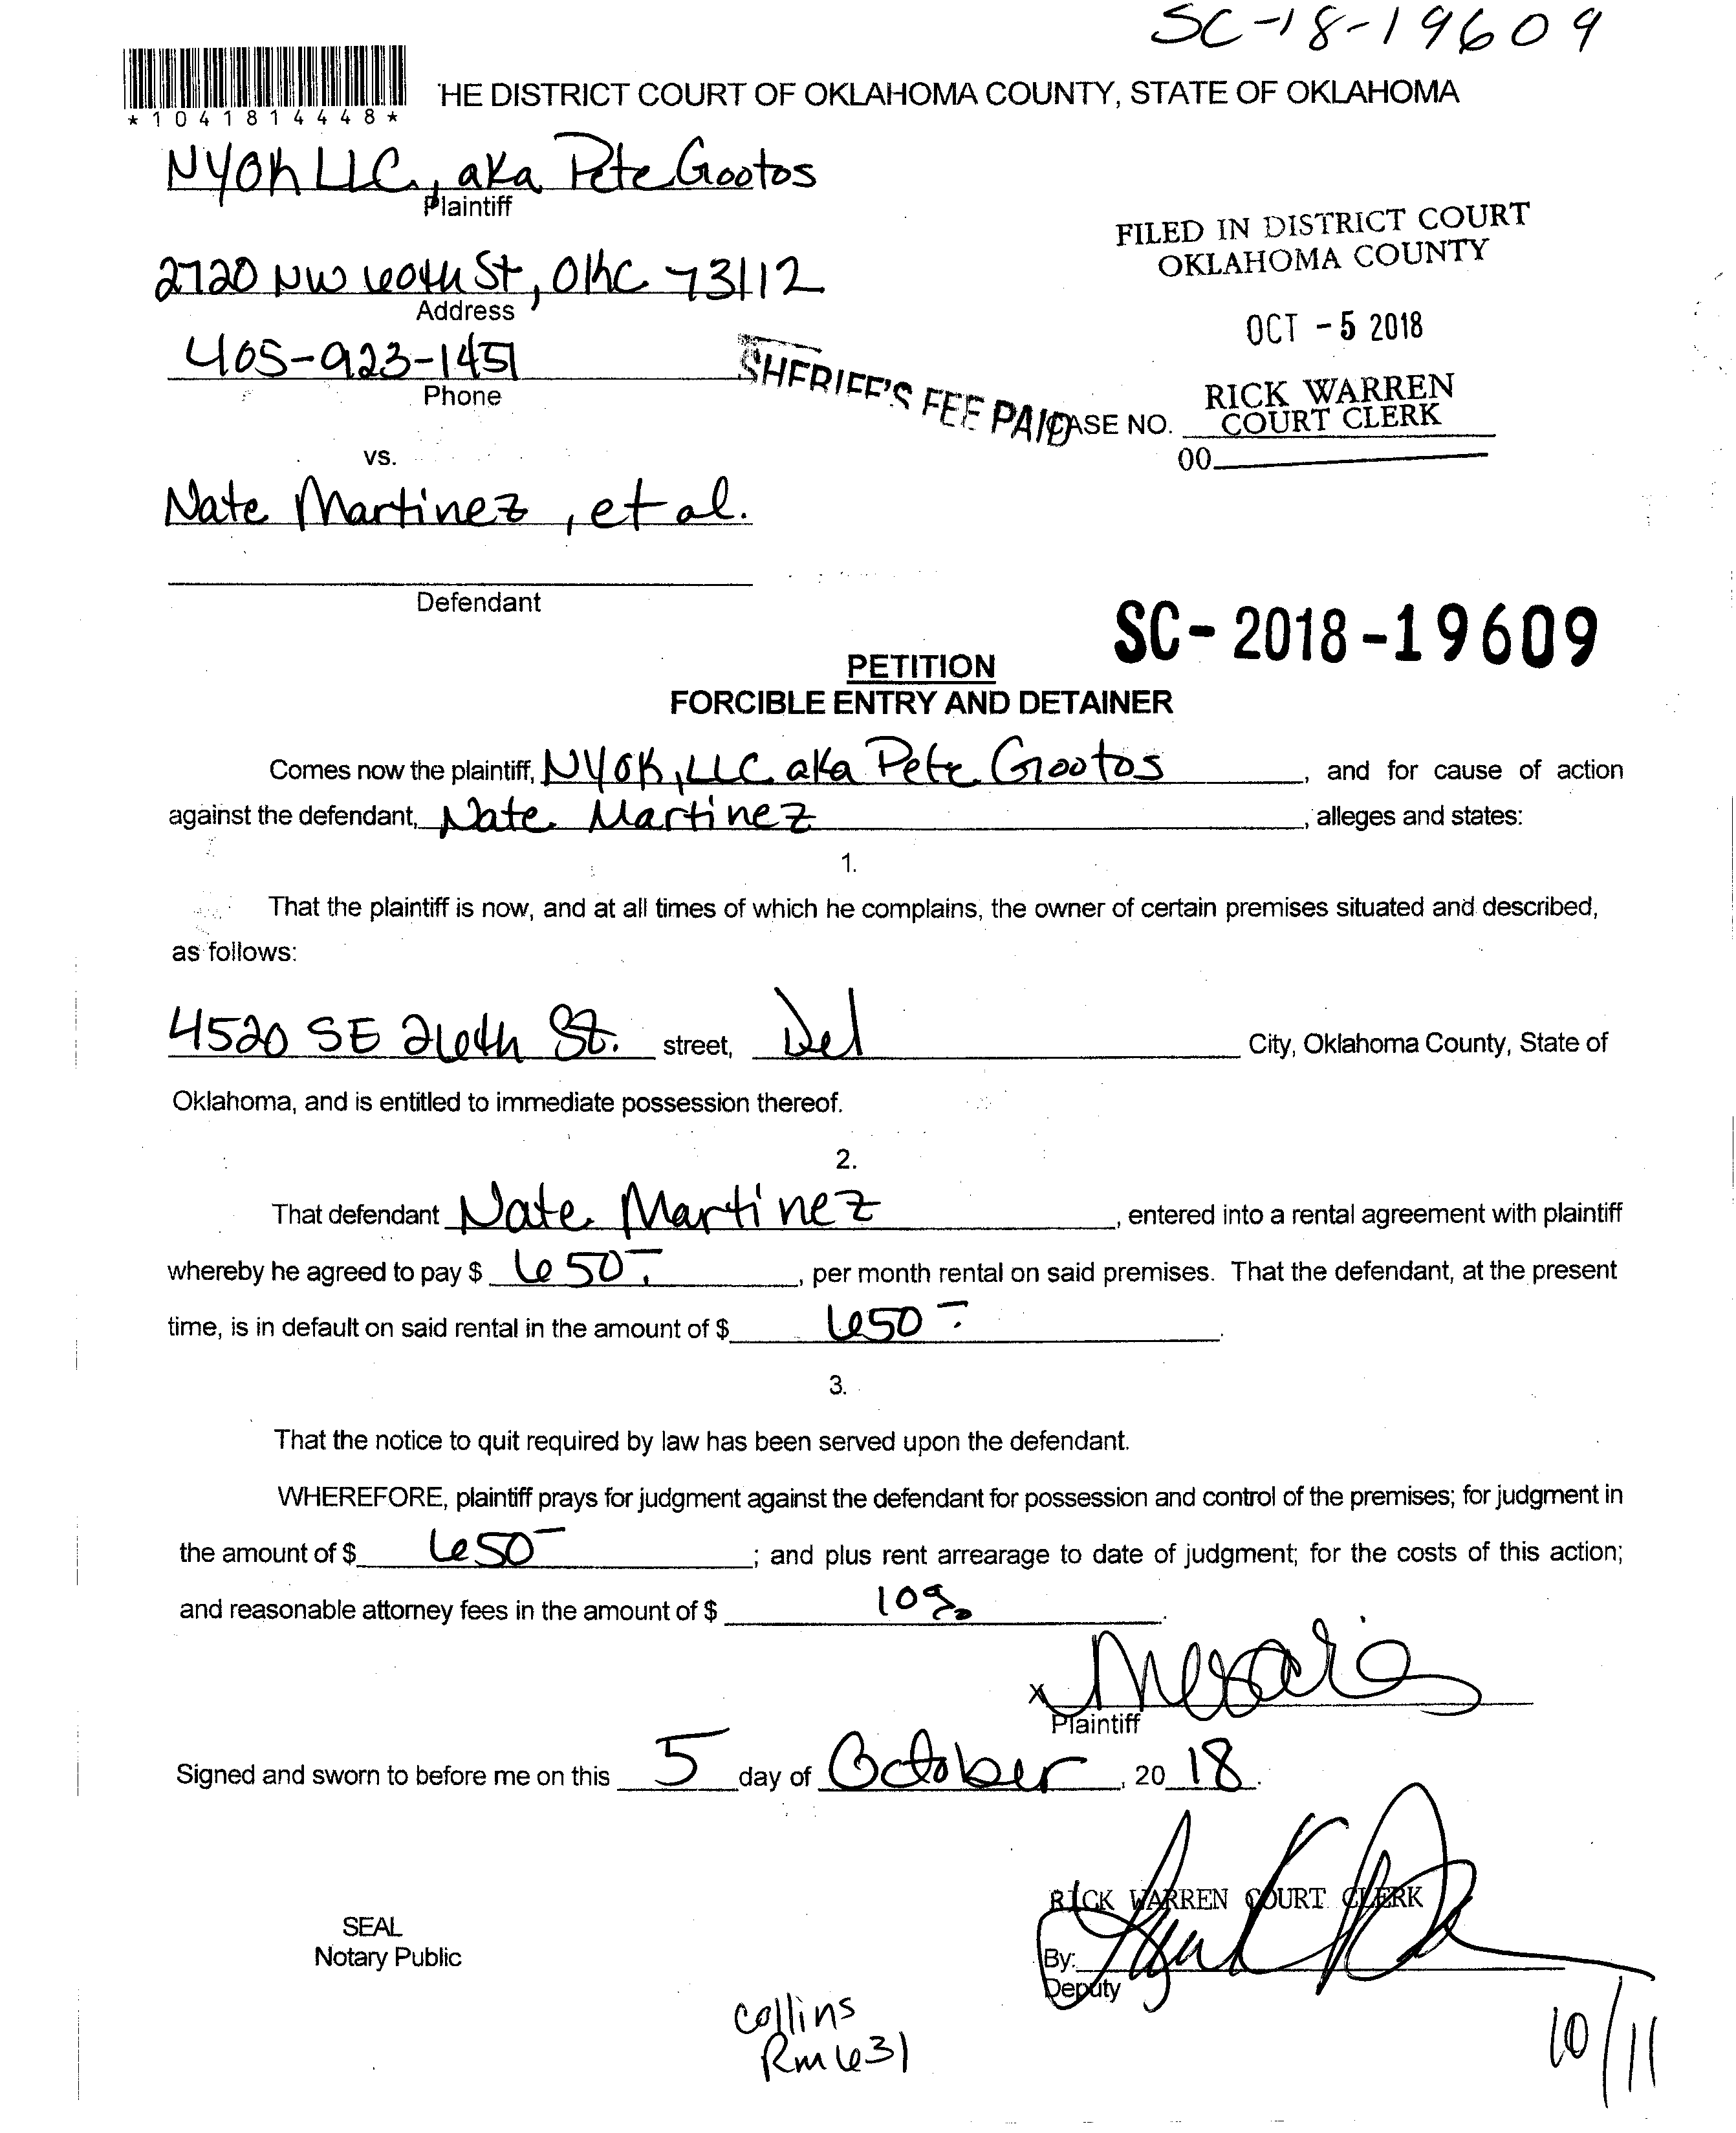 SC-18-19609
*1041814448*
HE DISTRICT COURT OF OKLAHOMA COUNTY, STATE OF OKLAHOMA
NYOK LLC, aka Pete Gootos
Plaintiff
FILED IN DISTRICT COURT
OKLAHOMA COUNTY
2720 NW 60th St, OKC 73112
Address
OCT - 5 2018
405-923-1451
Phone
SHERIFF'S FEE PAID
RICK WARREN
CASE NO. COURT CLERK
00
vs.
Nate Martinez, et al.
Defendant
SC- 2018 -19609
PETITION
FORCIBLE ENTRY AND DETAINER
Comes now the plaintiff, NYOK, LLC aka Pete Gootos, and for cause of action
against the defendant, Nate Martinez, alleges and states:
1.
That the plaintiff is now, and at all times of which he complains, the owner of certain premises situated and described,
as follows:
4520 SE 26th St. street, Del City, Oklahoma County, State of
Oklahoma, and is entitled to immediate possession thereof.
2.
That defendant Nate Martinez, entered into a rental agreement with plaintiff
whereby he agreed to pay $ 650-, per month rental on said premises. That the defendant, at the present
time, is in default on said rental in the amount of $ 650-.
3.
That the notice to quit required by law has been served upon the defendant.
WHEREFORE, plaintiff prays for judgment against the defendant for possession and control of the premises; for judgment in
the amount of $ 650-; and plus rent arrearage to date of judgment; for the costs of this action;
and reasonable attorney fees in the amount of $ 10%.
X
Plaintiff
Signed and sworn to before me on this 5 day of October, 20 18.
RICK WARREN COURT CLERK
SEAL
Notary Public
By:
Deputy
Collins
Rm 631
10/11